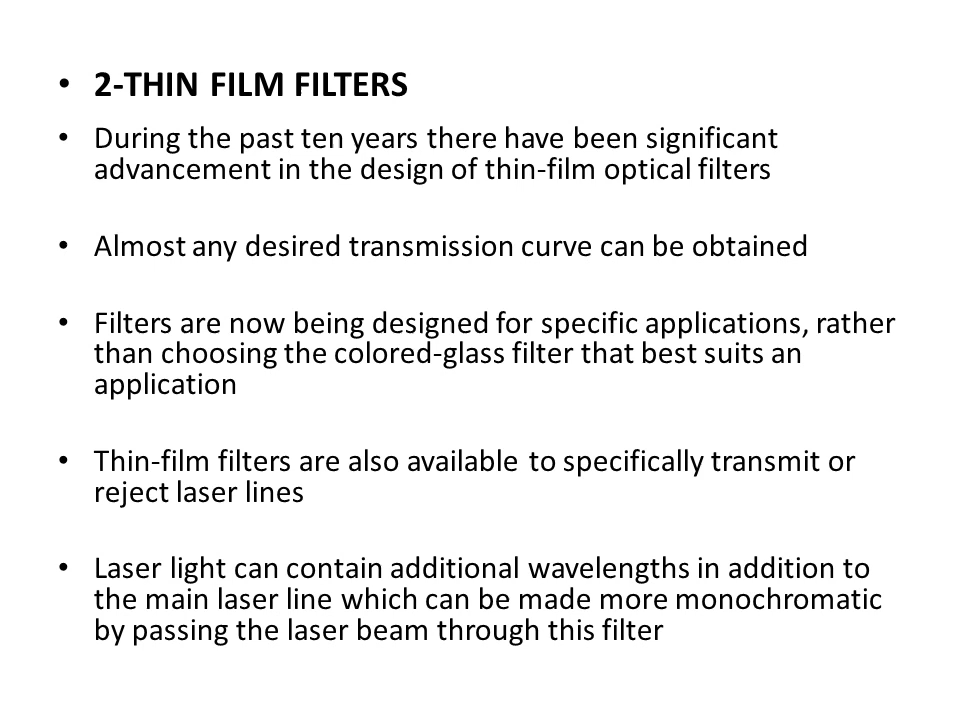 • 2-THIN FILM FILTERS
• During the past ten years there have been significant
advancement in the design of thin-film optical filters
• Almost any desired transmission curve can be obtained
• Filters are now being designed for specific applications, rather
than choosing the colored-glass filter that best suits an
application
• Thin-film filters are also available to specifically transmit or
reject laser lines
• Laser light can contain additional wavelengths in addition to
the main laser line which can be made more monochromatic
by passing the laser beam through this filter